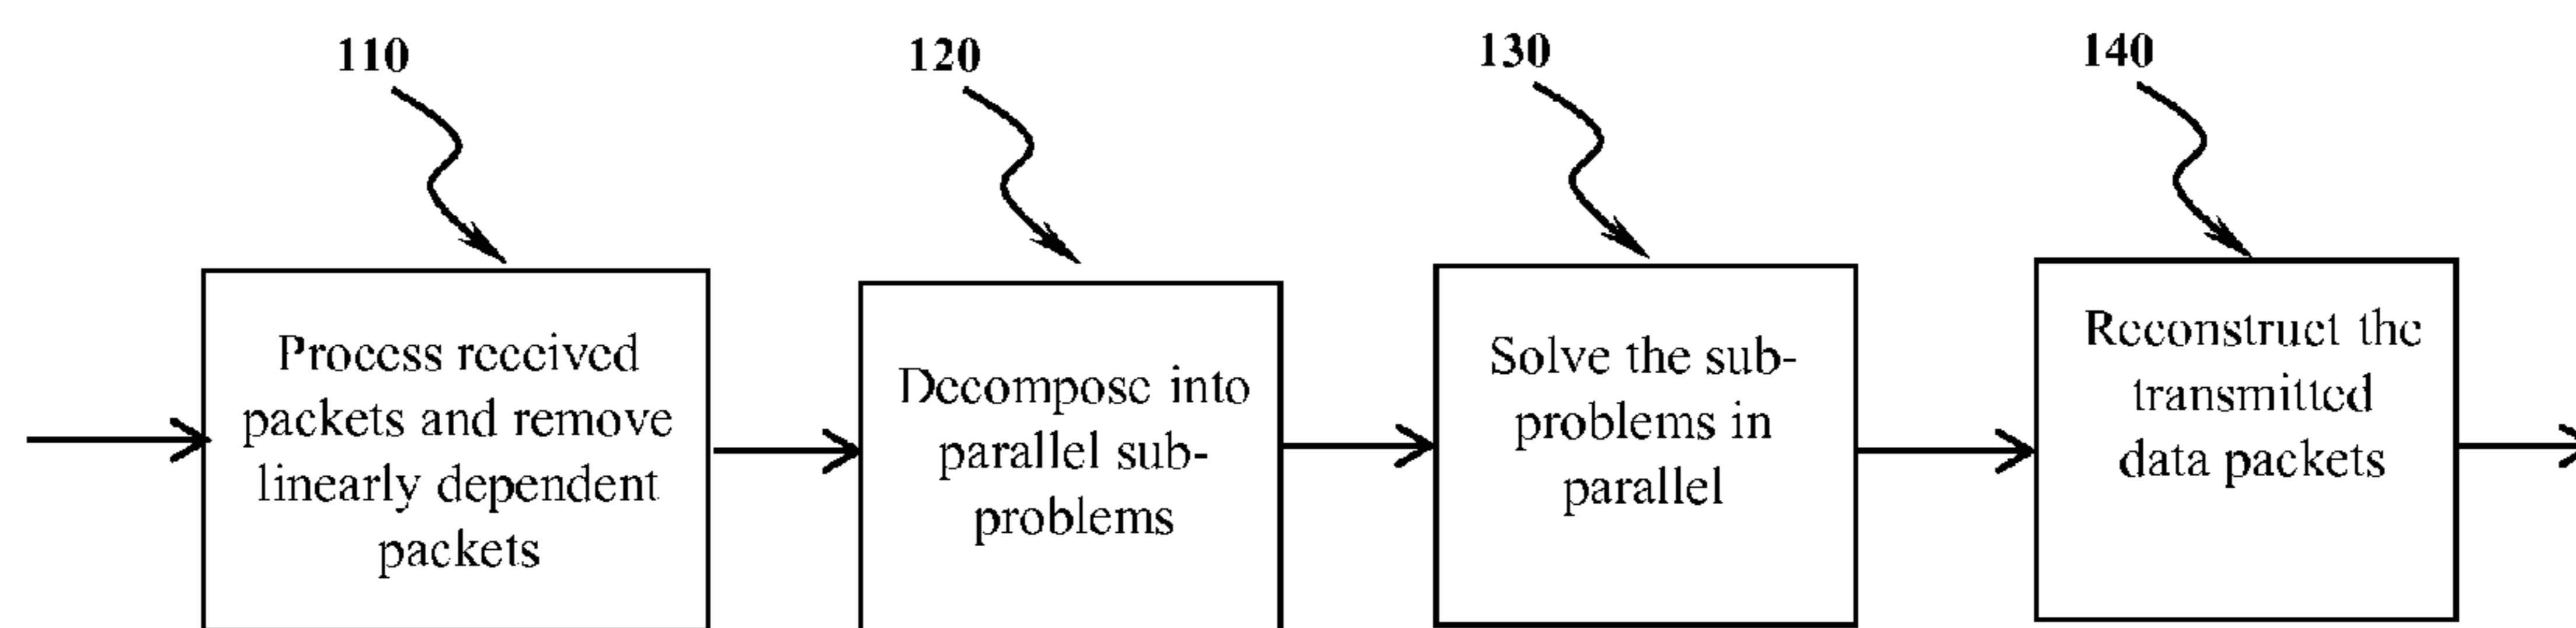 110
120
130
140
Process received
packets and remove
linearly dependent
packets
Decompose into
parallel sub-
problems
Solve the sub-
problems in
parallel
Reconstruct the
transmitted
data packets